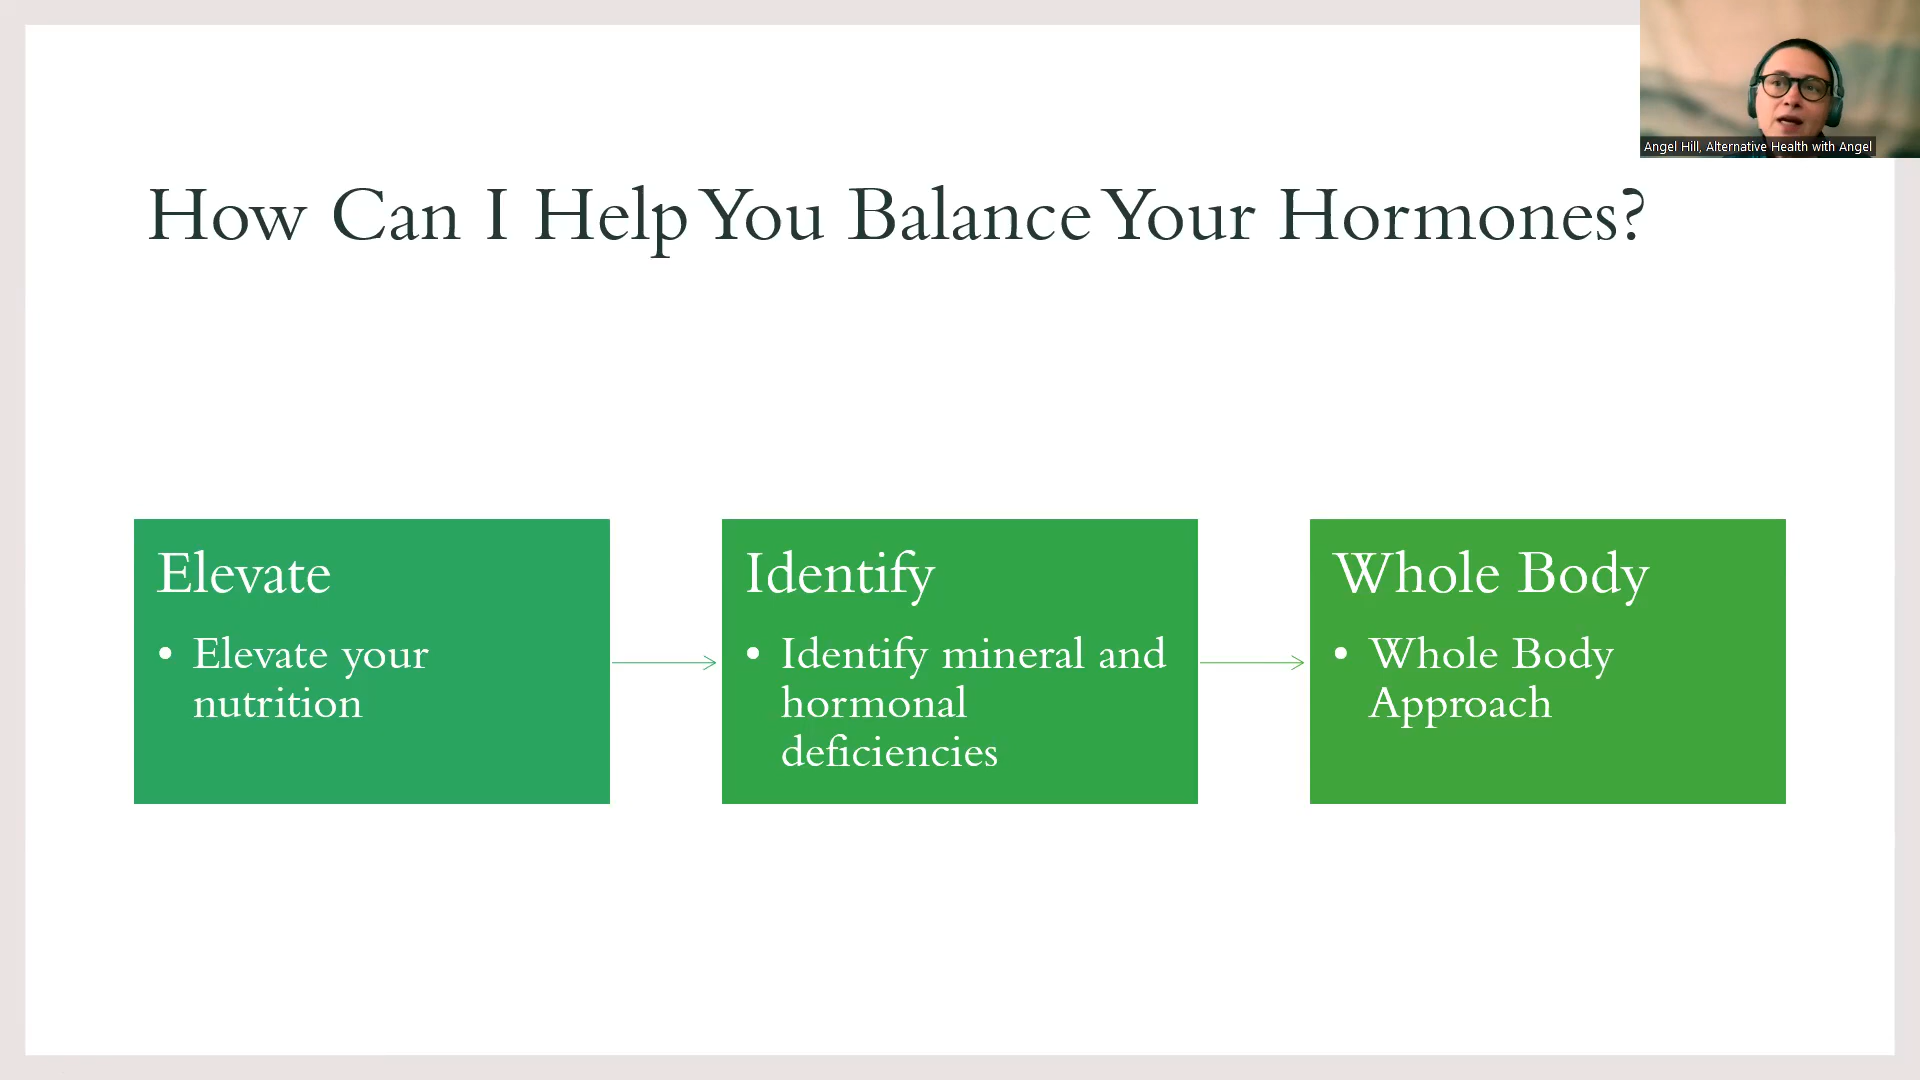 Angel Hill, Alternative Health with Angel
How Can I Help You Balance Your Hormones?
Elevate
• Elevate your
nutrition
Identify
• Identify mineral and
hormonal
deficiencies
Whole Body
• Whole Body
Approach